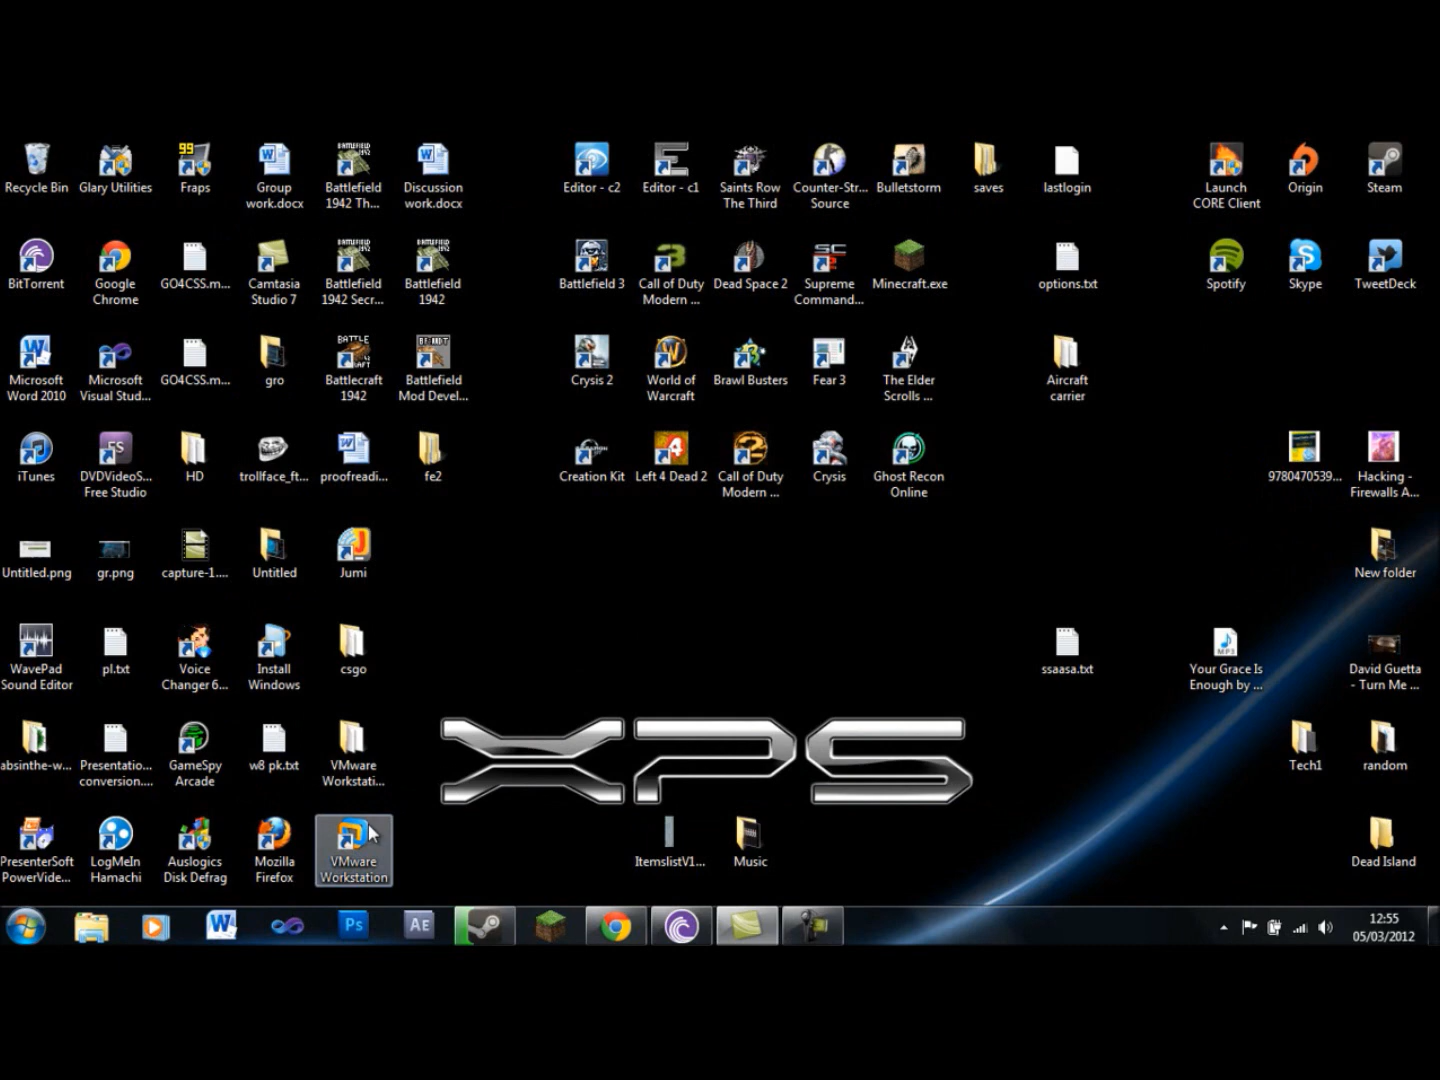 Recycle Bin
Glary Utilities
99
Fraps
Group
work.docx
Battlefield
1942 Th...
Discussion
work.docx
Editor - c2
Editor - c1
Saints Row
The Third
Counter-Str...
Source
Bulletstorm
saves
lastlogin
Launch
CORE Client
Origin
Steam
BitTorrent
Google
Chrome
GO4CSS.m...
Camtasia
Studio 7
Battlefield
1942 Secr...
Battlefield
1942
Battlefield 3
Call of Duty
Modern ...
Dead Space 2
Supreme
Command...
Minecraft.exe
options.txt
Spotify
Skype
TweetDeck
Microsoft
Word 2010
Microsoft
Visual Stud...
GO4CSS.m...
gro
Battlecraft
1942
Battlefield
Mod Devel...
Crysis 2
World of
Warcraft
Brawl Busters
Fear 3
The Elder
Scrolls ...
Aircraft
carrier
iTunes
DVDVideoS...
Free Studio
HD
trollface_ft...
proofreadi...
fe2
Creation Kit
Left 4 Dead 2
Call of Duty
Modern ...
Crysis
Ghost Recon
Online
9780470539...
Hacking -
Firewalls A...
Untitled.png
gr.png
capture-1....
Untitled
Jumi
New folder
WavePad
Sound Editor
pl.txt
Voice
Changer 6...
Install
Windows
csgo
ssaasa.txt
MP3
Your Grace Is
Enough by ...
David Guetta
- Turn Me ...
absinthe-w...
Presentatio...
conversion....
GameSpy
Arcade
w8 pk.txt
VMware
Workstati...
XPS
Tech1
random
PresenterSoft
PowerVide...
LogMeIn
Hamachi
Auslogics
Disk Defrag
Mozilla
Firefox
VMware
Workstation
ItemslistV1...
Music
Dead Island
W
Ps
AE
12:55
05/03/2012